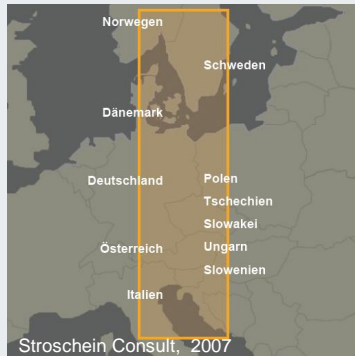 Norwegen
Schweden
Dänemark
Deutschland
Polen
Tschechien
Slowakei
Österreich
Ungarn
Slowenien
Italien
Stroschein Consult, 2007